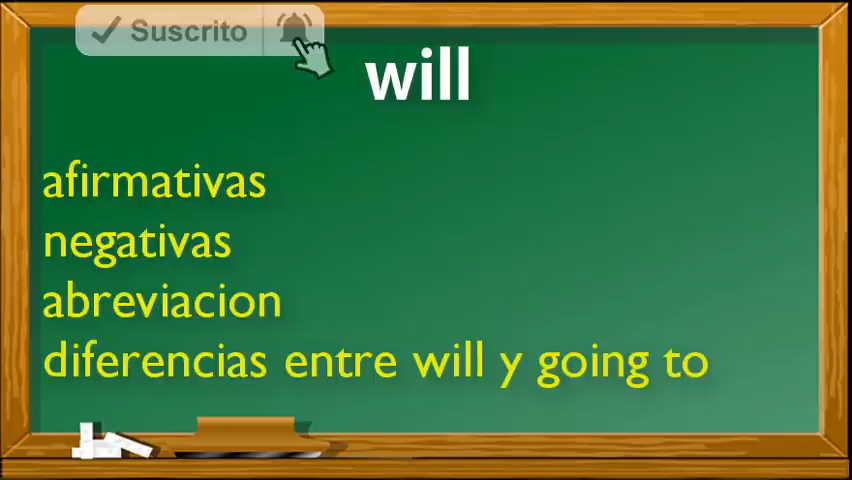 Suscrito
will
afirmativas
negativas
abreviacion
diferencias entre will y going to